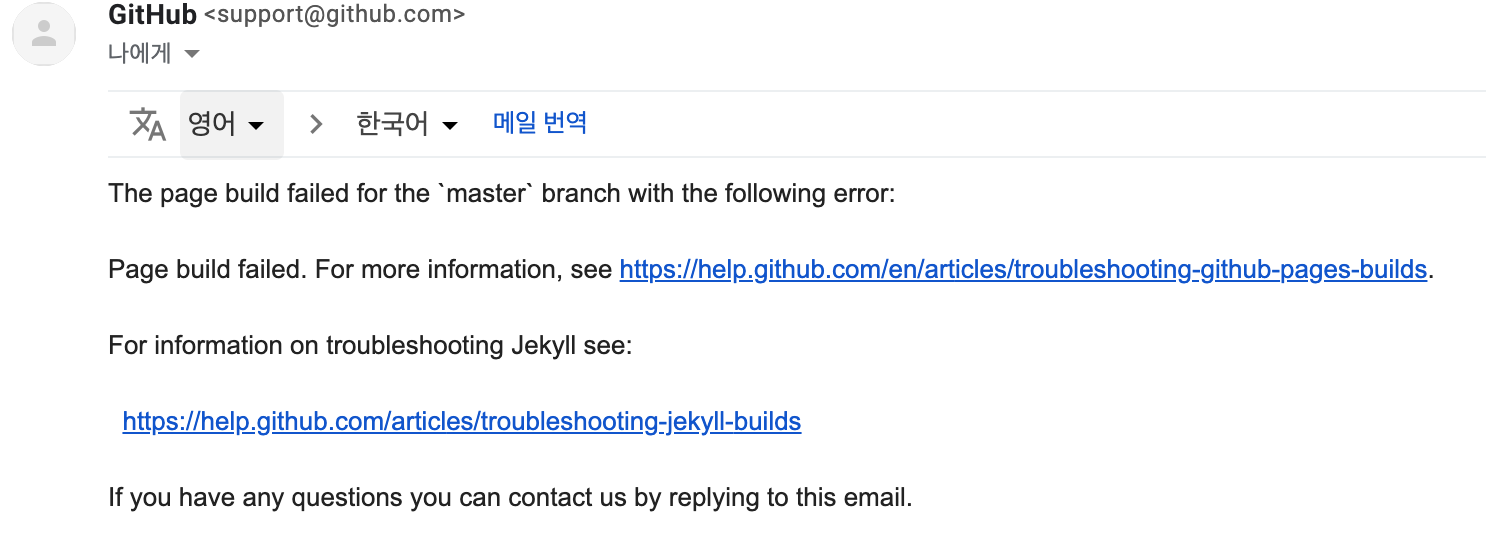 GitHub <support@github.com>
나에게
영어 > 한국어 메일 번역
The page build failed for the `master` branch with the following error:
Page build failed. For more information, see https://help.github.com/en/articles/troubleshooting-github-pages-builds.
For information on troubleshooting Jekyll see:
https://help.github.com/articles/troubleshooting-jekyll-builds
If you have any questions you can contact us by replying to this email.